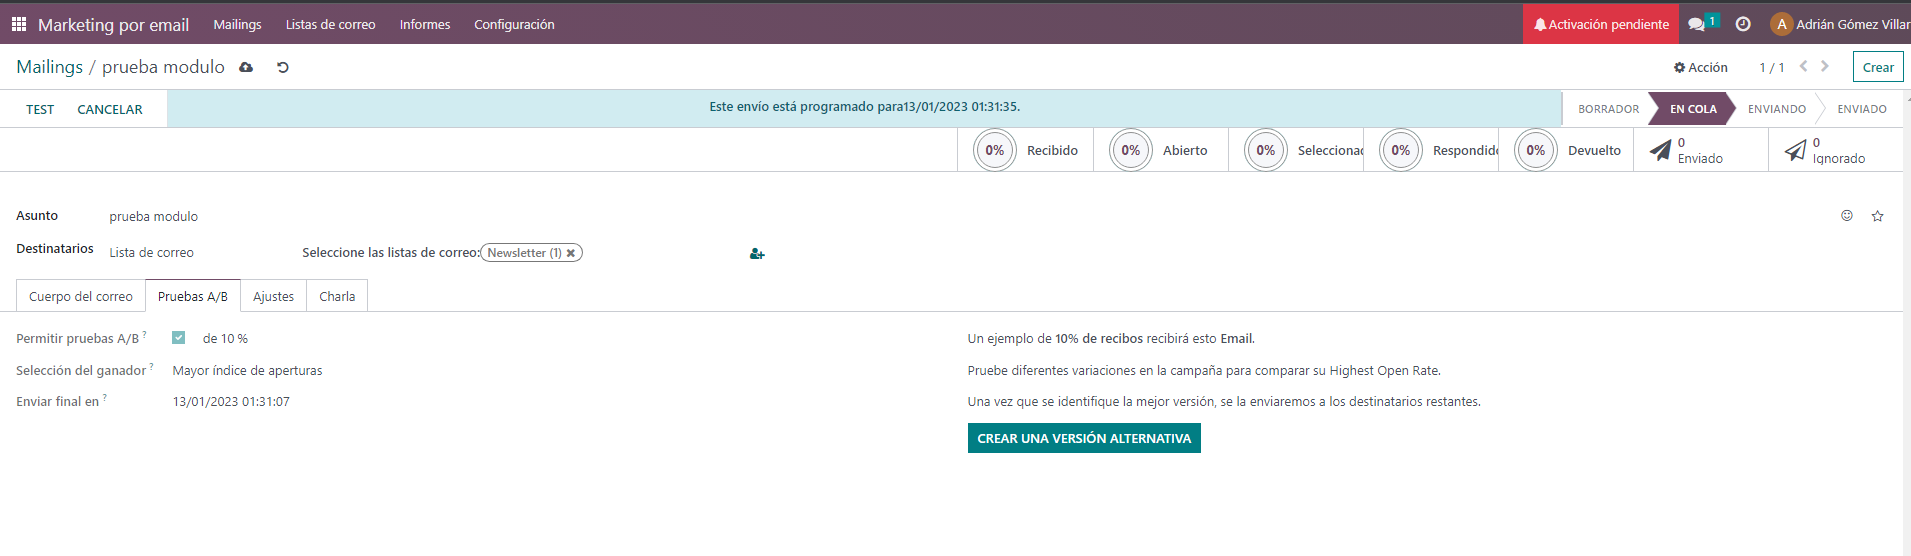 Marketing por email Mailings Listas de correo Informes Configuración Activación pendiente 1 A Adrián Gómez Villar
Mailings / prueba modulo Acción 1 / 1 Crear
TEST CANCELAR Este envío está programado para13/01/2023 01:31:35. BORRADOR EN COLA ENVIANDO ENVIADO
0% Recibido 0% Abierto 0% Seleccionad 0% Respondido 0% Devuelto 0 Enviado 0 Ignorado
Asunto prueba modulo
Destinatarios Lista de correo Seleccione las listas de correo: Newsletter (1)
Cuerpo del correo Pruebas A/B Ajustes Charla
Permitir pruebas A/B ? de 10 % Un ejemplo de 10% de recibos recibirá esto Email.
Selección del ganador ? Mayor índice de aperturas Pruebe diferentes variaciones en la campaña para comparar su Highest Open Rate.
Enviar final en ? 13/01/2023 01:31:07 Una vez que se identifique la mejor versión, se la enviaremos a los destinatarios restantes.
CREAR UNA VERSIÓN ALTERNATIVA